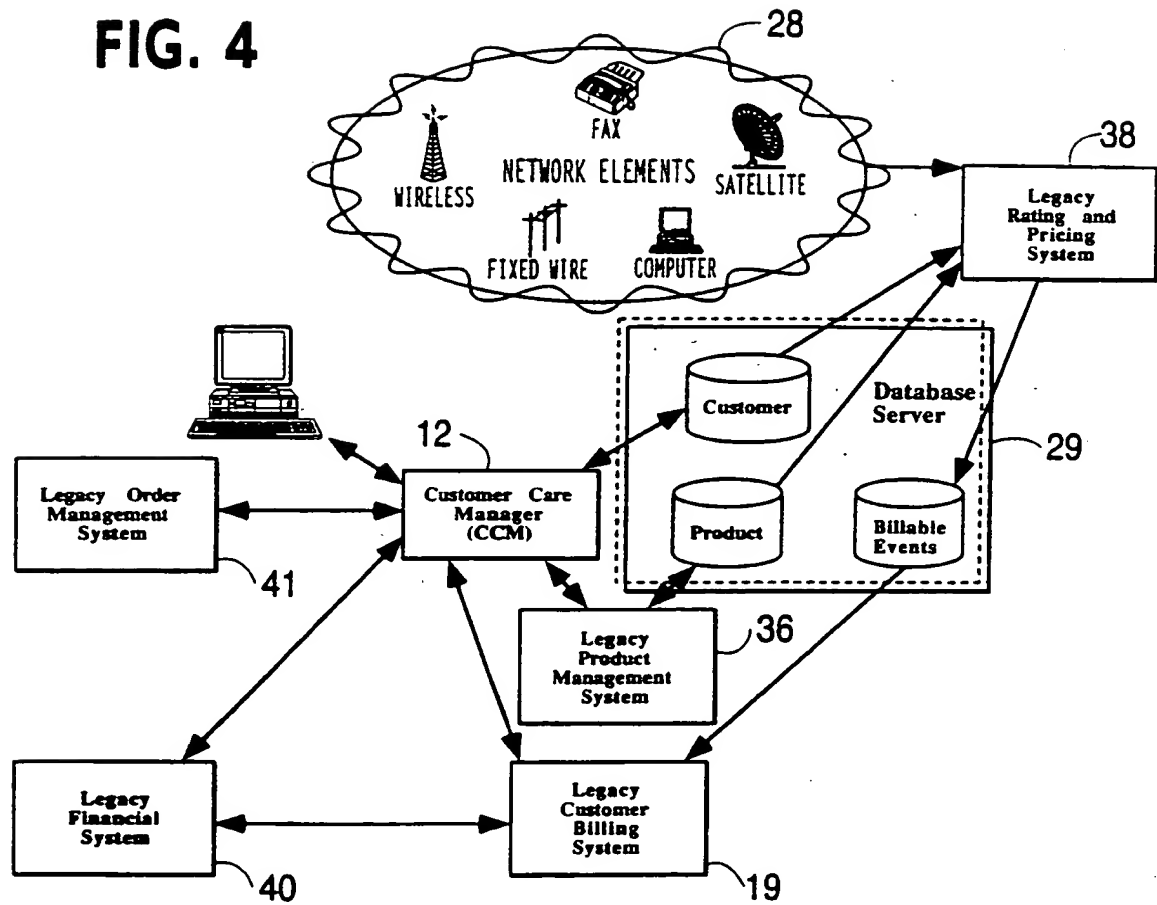 FIG. 4
28
FAX
NETWORK ELEMENTS
WIRELESS
SATELLITE
FIXED WIRE
COMPUTER
38
Legacy
Rating and
Pricing
System
Customer
Database
Server
29
12
Customer Care
Manager
(CCM)
Legacy Order
Management
System
41
Product
Billable
Events
Legacy
Product
Management
System
36
Legacy
Financial
System
40
Legacy
Customer
Billing
System
19